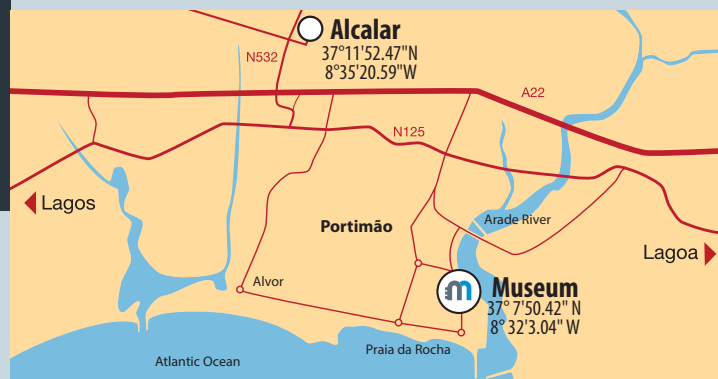 Alcalar
37°11'52.47"N
8°35'20.59"W
N532
A22
N125
Lagos
Portimão
Arade River
Lagoa
Alvor
m
Museum
37° 7'50.42" N
8° 32'3.04" W
Praia da Rocha
Atlantic Ocean